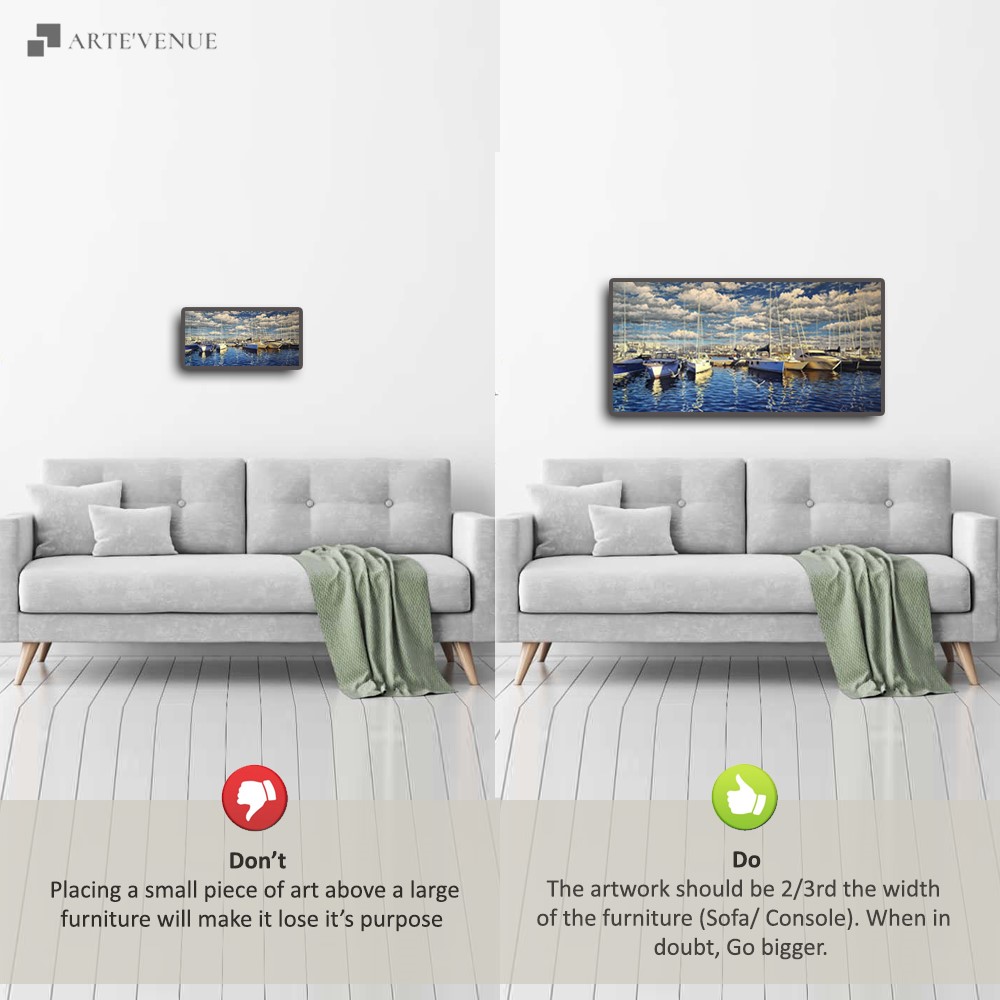 ARTE'VENUE
Don't
Placing a small piece of art above a large
furniture will make it lose it's purpose
Do
The artwork should be 2/3rd the width
of the furniture (Sofa/ Console). When in
doubt, Go bigger.